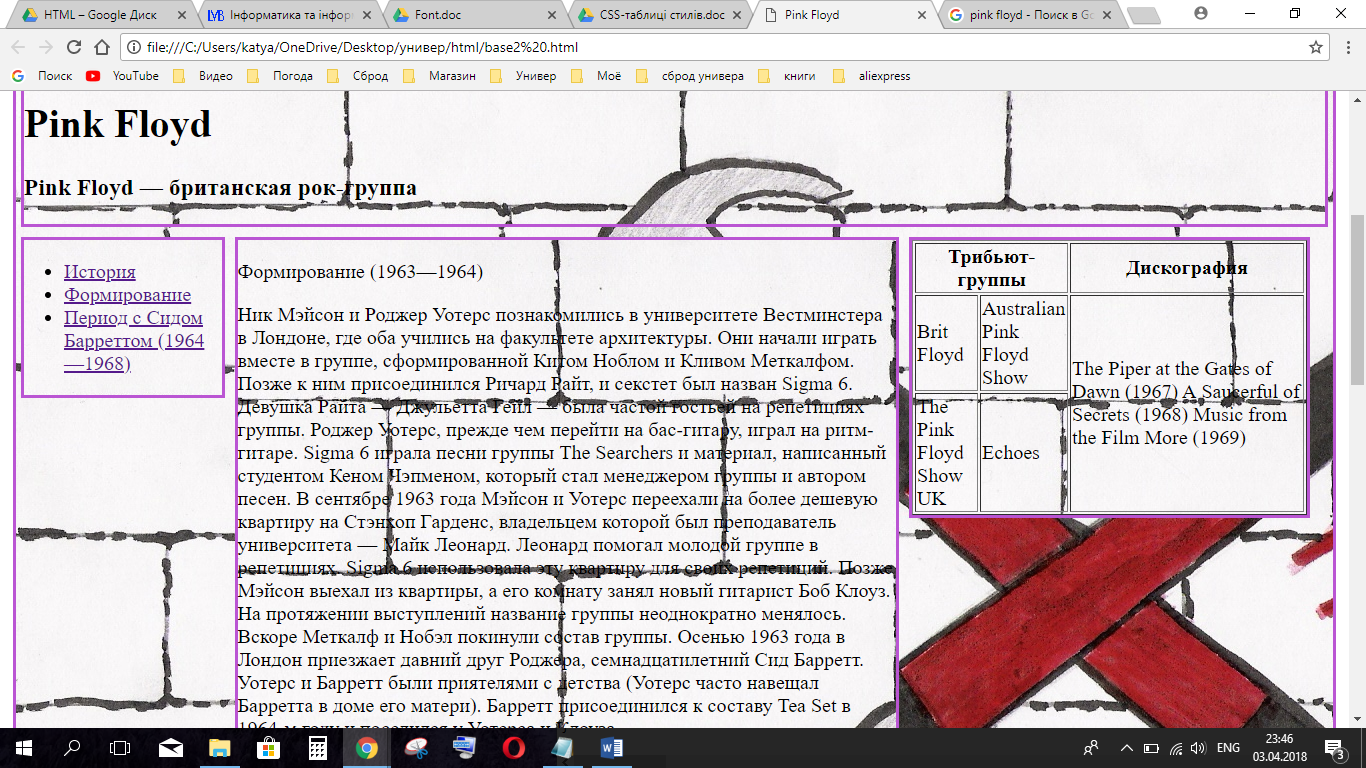 HTML – Google Диск
Інформатика та інфор
Font.doc
CSS-таблиці стилів.doc
Pink Floyd
pink floyd - Поиск в Go
file:///C:/Users/katya/OneDrive/Desktop/универ/html/base2%20.html
Поиск
YouTube
Видео
Погода
Сброд
Магазин
Универ
Моё
сброд универа
книги
aliexpress
Pink Floyd
Pink Floyd — британская рок-группа
История
Формирование
Период с Сидом
Барреттом (1964
—1968)
Формирование (1963—1964)
Ник Мэйсон и Роджер Уотерс познакомились в университете Вестминстера
в Лондоне, где оба учились на факультете архитектуры. Они начали играть
вместе в группе, сформированной Китом Ноблом и Кливом Меткалфом.
Позже к ним присоединился Ричард Райт, и секстет был назван Sigma 6.
Девушка Райта — Джульетта Гейл — была частой гостьей на репетициях
группы. Роджер Уотерс, прежде чем перейти на бас-гитару, играл на ритм-
гитаре. Sigma 6 играла песни группы The Searchers и материал, написанный
студентом Кеном Чэпменом, который стал менеджером группы и автором
песен. В сентябре 1963 года Мэйсон и Уотерс переехали на более дешевую
квартиру на Стэнхоп Гарденс, владельцем которой был преподаватель
университета — Майк Леонард. Леонард помогал молодой группе в
репетициях. Sigma 6 использовала эту квартиру для своих репетиций. Позже
Мэйсон выехал из квартиры, а его комнату занял новый гитарист Боб Клоуз.
На протяжении выступлений название группы неоднократно менялось.
Вскоре Меткалф и Нобэл покинули состав группы. Осенью 1963 года в
Лондон приезжает давний друг Роджера, семнадцатилетний Сид Барретт.
Уотерс и Барретт были приятелями с детства (Уотерс часто навещал
Барретта в доме его матери). Барретт присоединился к составу Tea Set в
Трибьют-
группы
Дискография
Brit
Floyd
Australian
Pink
Floyd
Show
The
Pink
Floyd
Show
UK
Echoes
The Piper at the Gates of
Dawn (1967) A Saucerful of
Secrets (1968) Music from
the Film More (1969)
ENG
23:46
03.04.2018
3